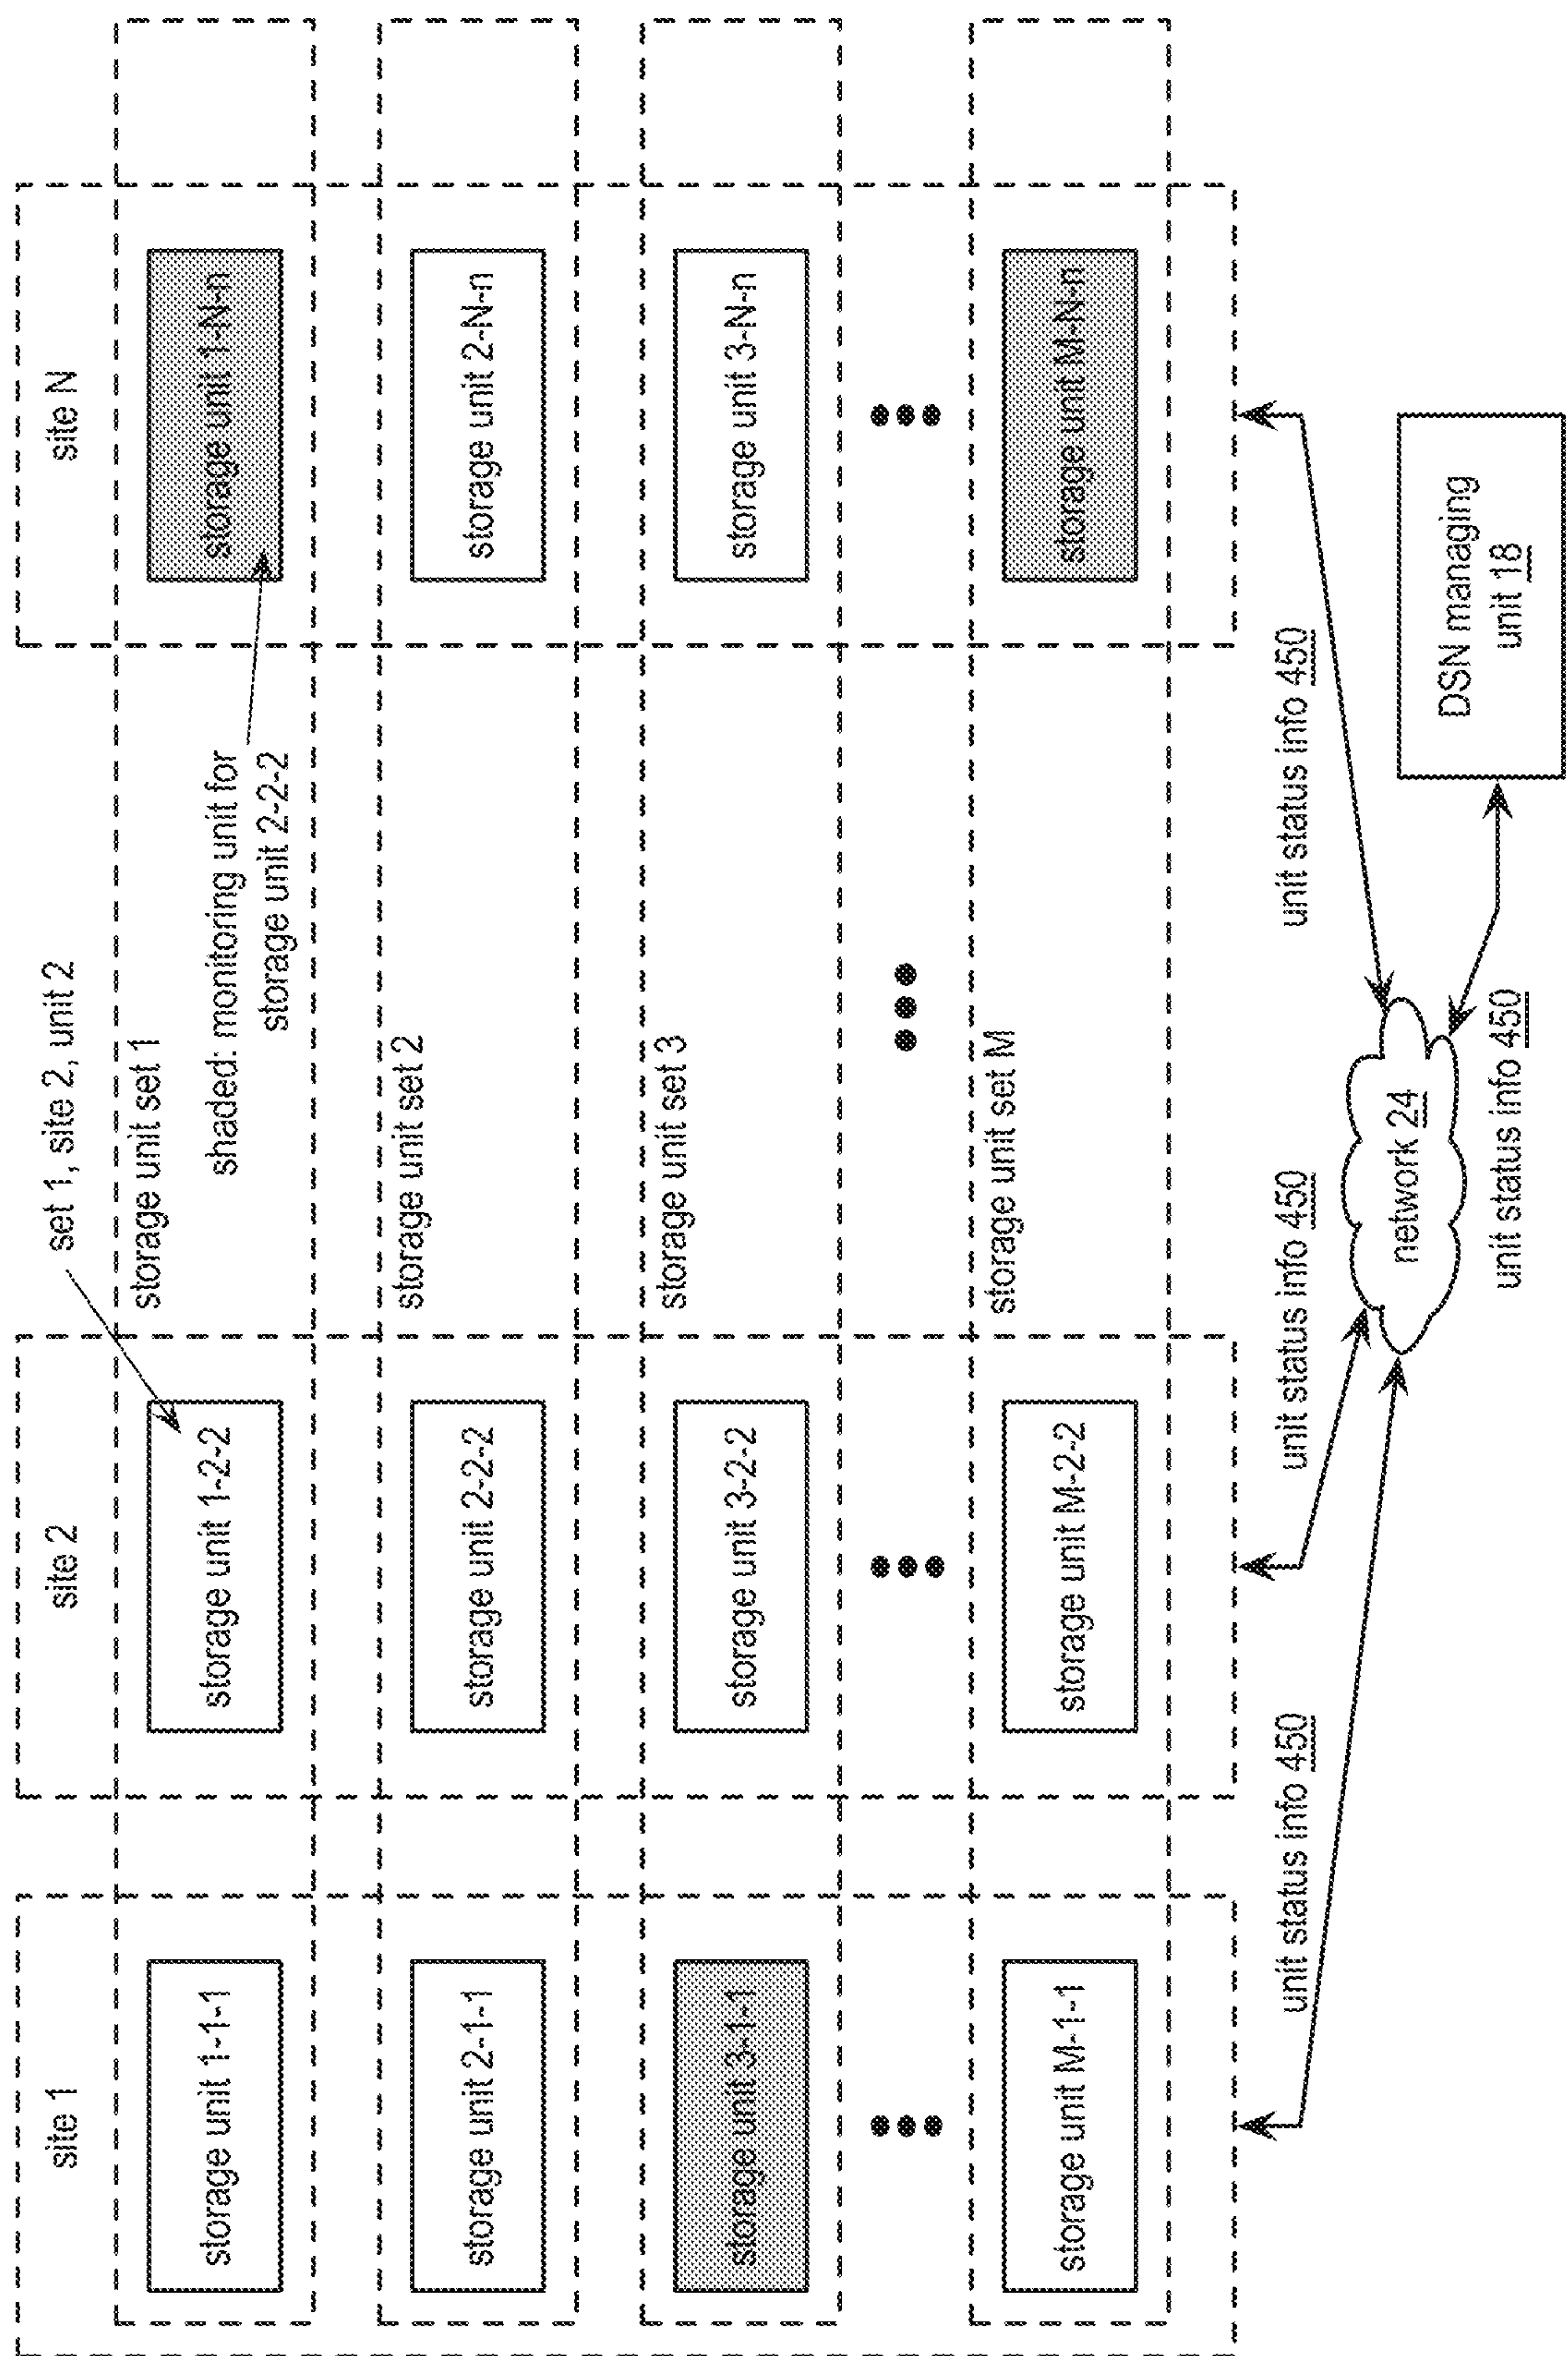 site 1
site 2
site N
set 1, site 2, unit 2
storage unit set 1
storage unit 1-1-1
storage unit 1-2-2
storage unit 1-N-n
shaded: monitoring unit for
storage unit 2-2-2
storage unit set 2
storage unit 2-1-1
storage unit 2-2-2
storage unit 2-N-n
storage unit set 3
storage unit 3-1-1
storage unit 3-2-2
storage unit 3-N-n
storage unit set M
storage unit M-1-1
storage unit M-2-2
storage unit M-N-n
unit status info 450
unit status info 450
unit status info 450
network 24
unit status info 450
DSN managing
unit 18